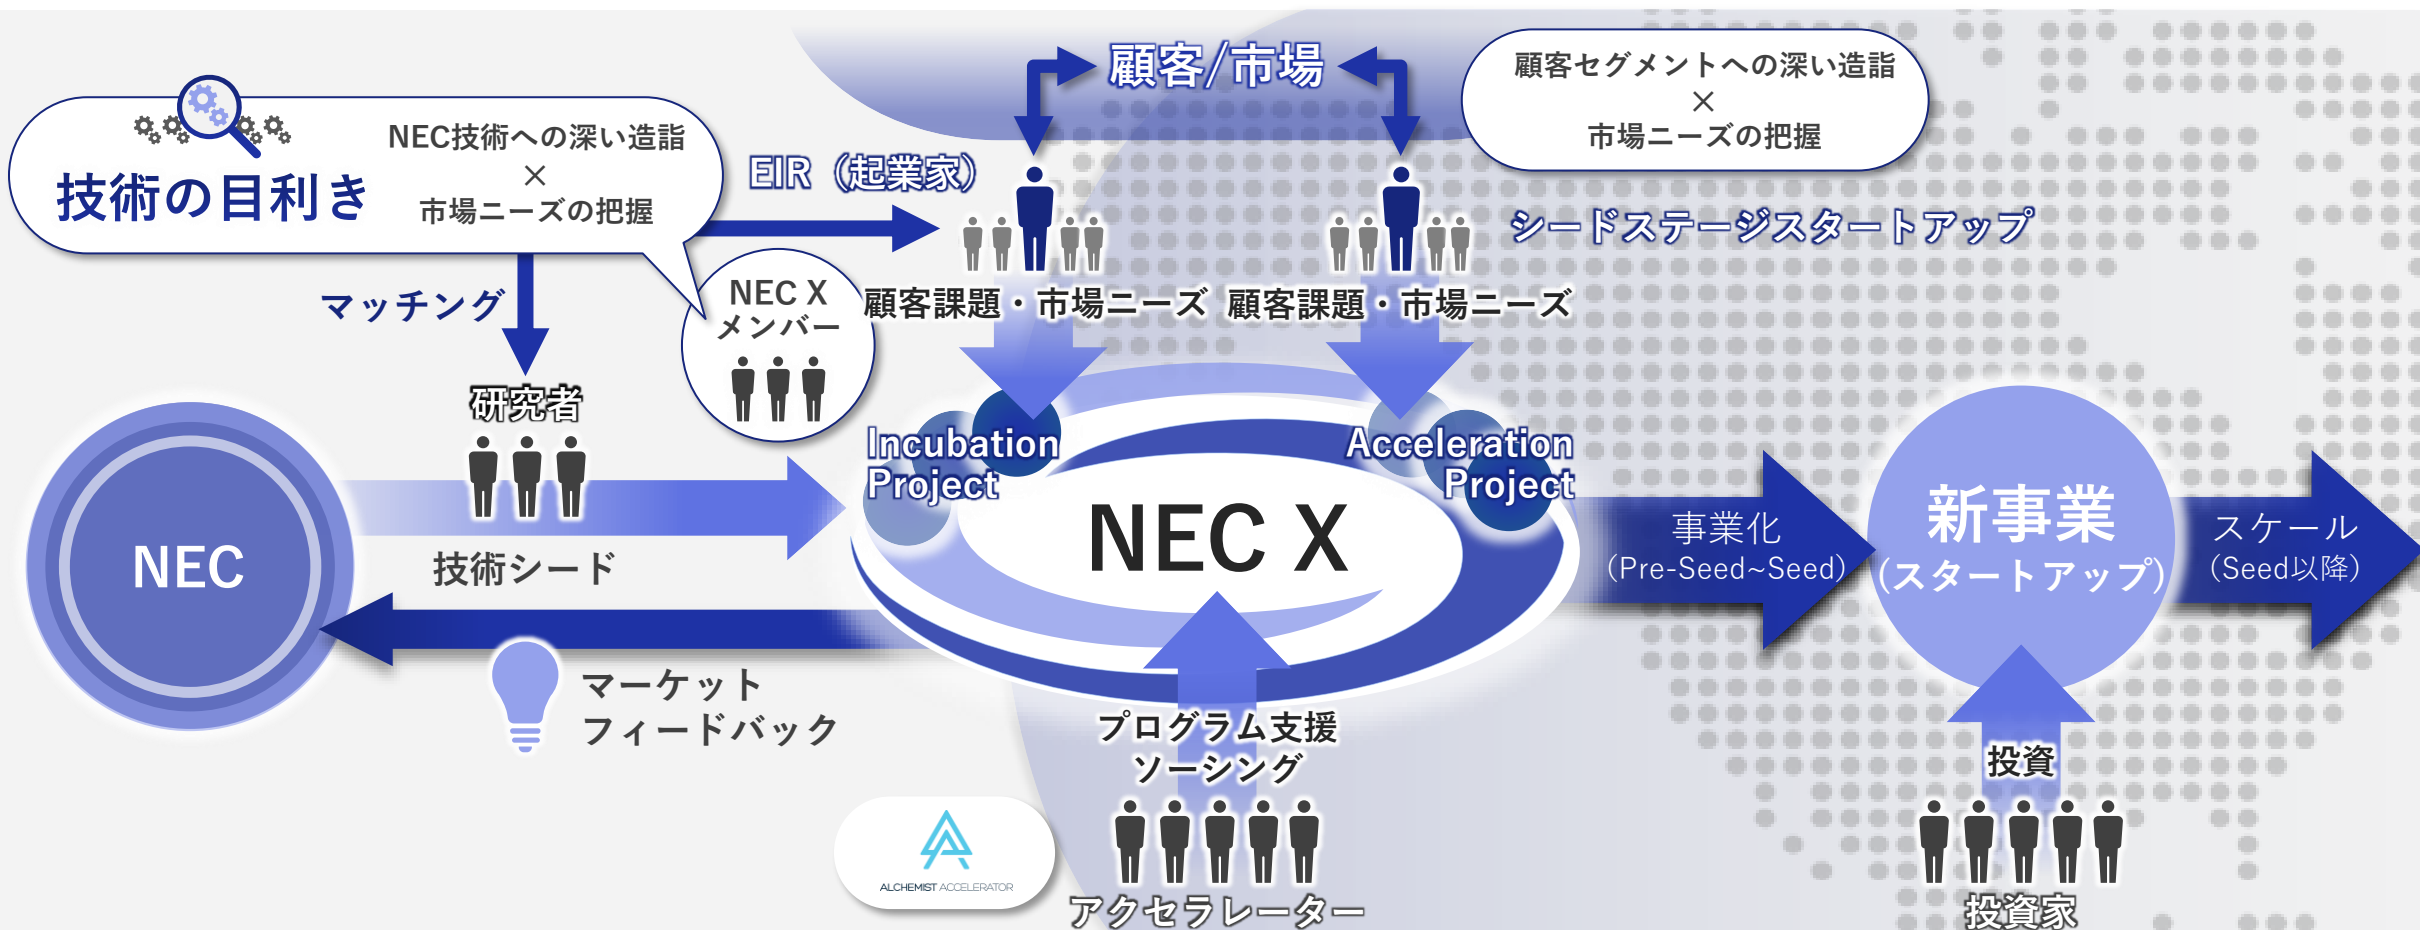 顧客/市場
顧客セグメントへの深い造詣
×
市場ニーズの把握
技術の目利き
NEC技術への深い造詣
×
市場ニーズの把握
EIR（起業家）
シードステージスタートアップ
マッチング
NEC X
メンバー
顧客課題・市場ニーズ
顧客課題・市場ニーズ
研究者
Incubation
Project
Acceleration
Project
NEC
技術シード
NEC X
事業化
（Pre-Seed~Seed）
新事業
(スタートアップ)
スケール
（Seed以降）
マーケット
フィードバック
プログラム支援
ソーシング
投資
ALCHEMIST ACCELERATOR
アクセラレーター
投資家